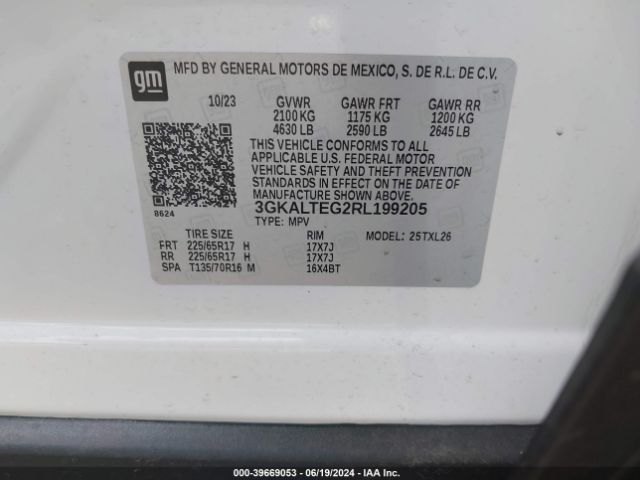 gm MFD BY GENERAL MOTORS DE MEXICO, S. DE R.L. DE C.V.
10/23 GVWR GAWR FRT GAWR RR
2100 KG 1175 KG 1200 KG
4630 LB 2590 LB 2645 LB
THIS VEHICLE CONFORMS TO ALL
APPLICABLE U.S. FEDERAL MOTOR
VEHICLE SAFETY AND THEFT PREVENTION
STANDARDS IN EFFECT ON THE DATE OF
MANUFACTURE SHOWN ABOVE.
8624
3GKALTEG2RL199205
TYPE: MPV MODEL: 25TXL26
TIRE SIZE RIM
FRT 225/65R17 H 17X7J
RR 225/65R17 H 17X7J
SPA T135/70R16 M 16X4BT
000-39669053 - 06/19/2024 - IAA Inc.